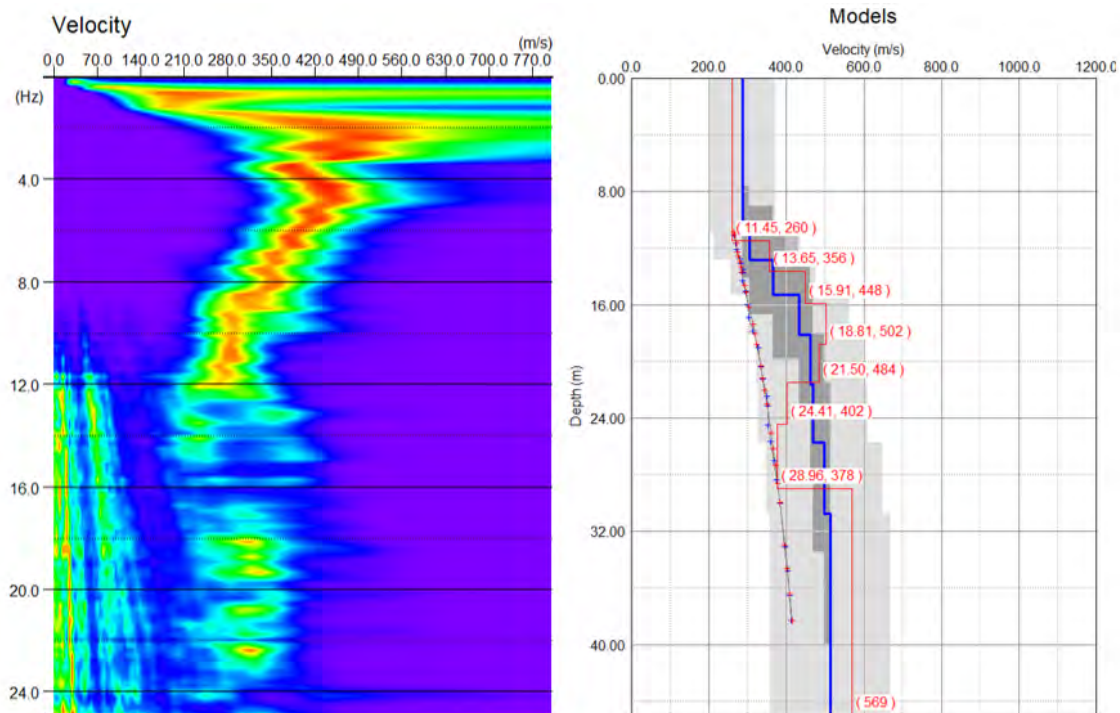 Velocity
(m/s)
0.0 70.0 140.0 210.0 280.0 350.0 420.0 490.0 560.0 630.0 700.0 770.0
(Hz)
4.0
8.0
12.0
16.0
20.0
24.0
Models
Velocity (m/s)
0.0 200.0 400.0 600.0 800.0 1000.0 1200.0
0.00
8.00
16.00
24.00
32.00
40.00
Depth (m)
( 11.45, 260 )
( 13.65, 356 )
( 15.91, 448 )
( 18.81, 502 )
( 21.50, 484 )
( 24.41, 402 )
( 28.96, 378 )
( 569 )